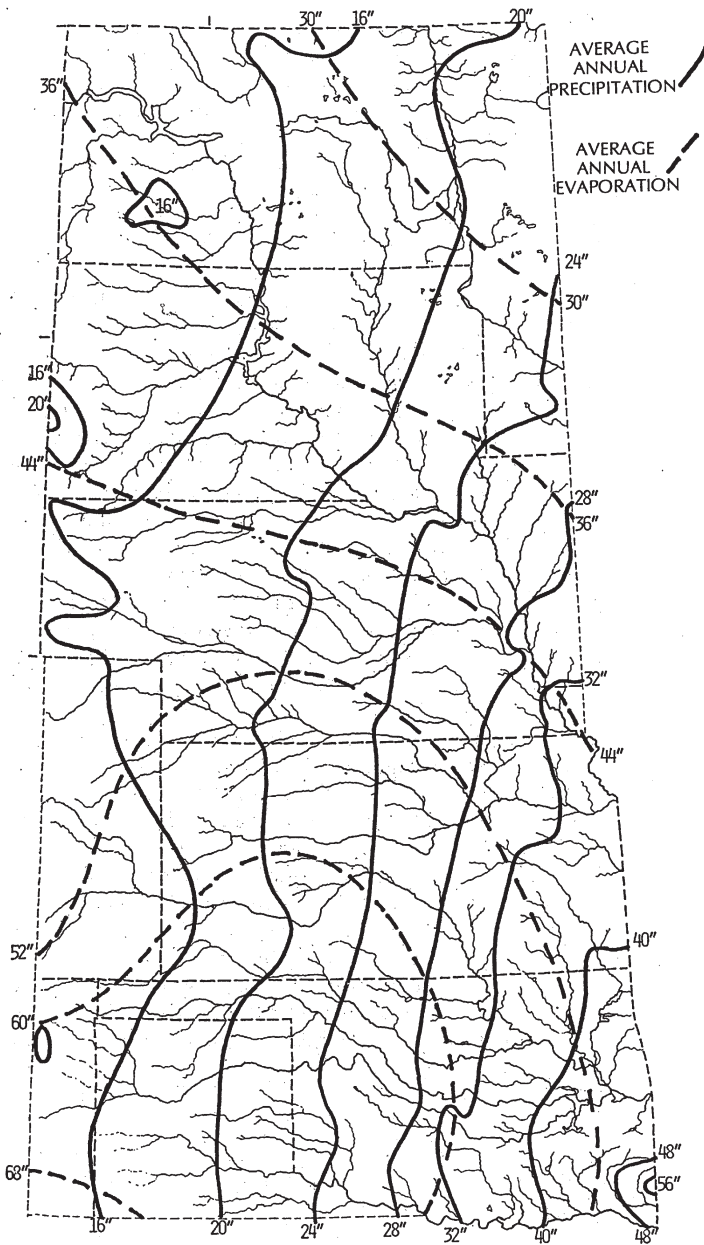 30" 16" 20"
AVERAGE
ANNUAL
PRECIPITATION
36"
AVERAGE
ANNUAL
EVAPORATION
16"
24"
30"
16"
20"
44"
28"
36"
32"
44"
52"
40"
60"
48"
68"
56"
16" 20" 24" 28" 32" 40" 48"